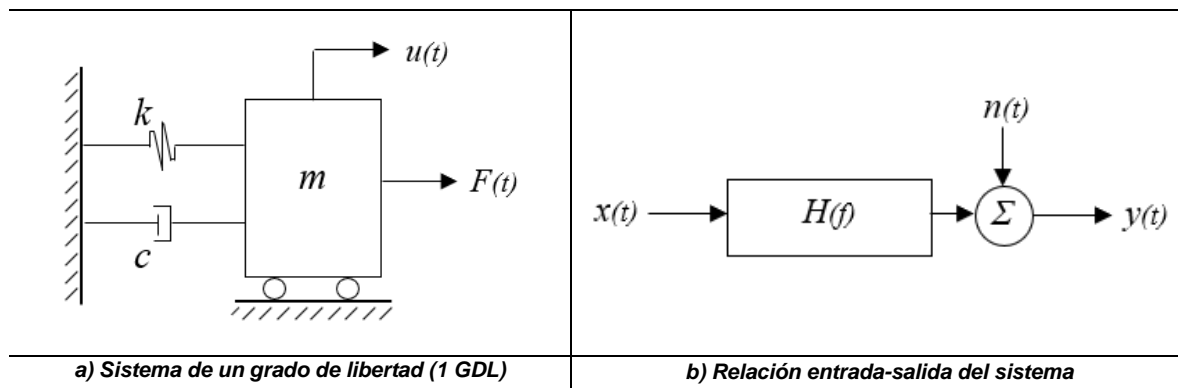 u(t)
k
m
F(t)
c
a) Sistema de un grado de libertad (1 GDL)
n(t)
x(t)
H(f)
Σ
y(t)
b) Relación entrada-salida del sistema